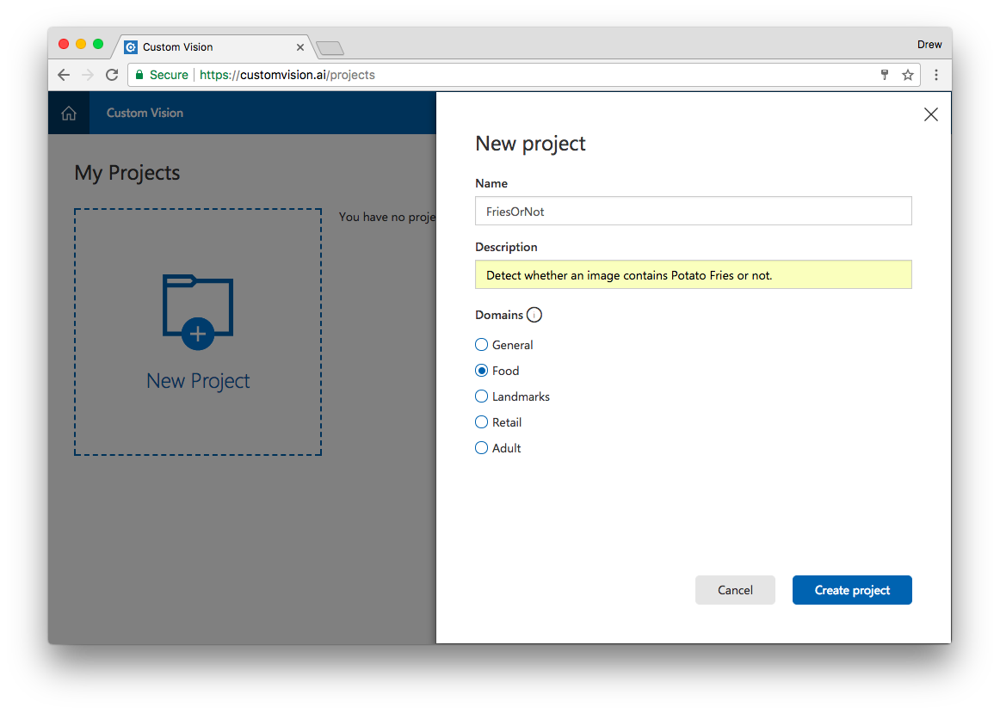 Custom Vision
Drew
Secure https://customvision.ai/projects
Custom Vision
My Projects
You have no proje
New Project
New project
Name
FriesOrNot
Description
Detect whether an image contains Potato Fries or not.
Domains
General
Food
Landmarks
Retail
Adult
Cancel
Create project